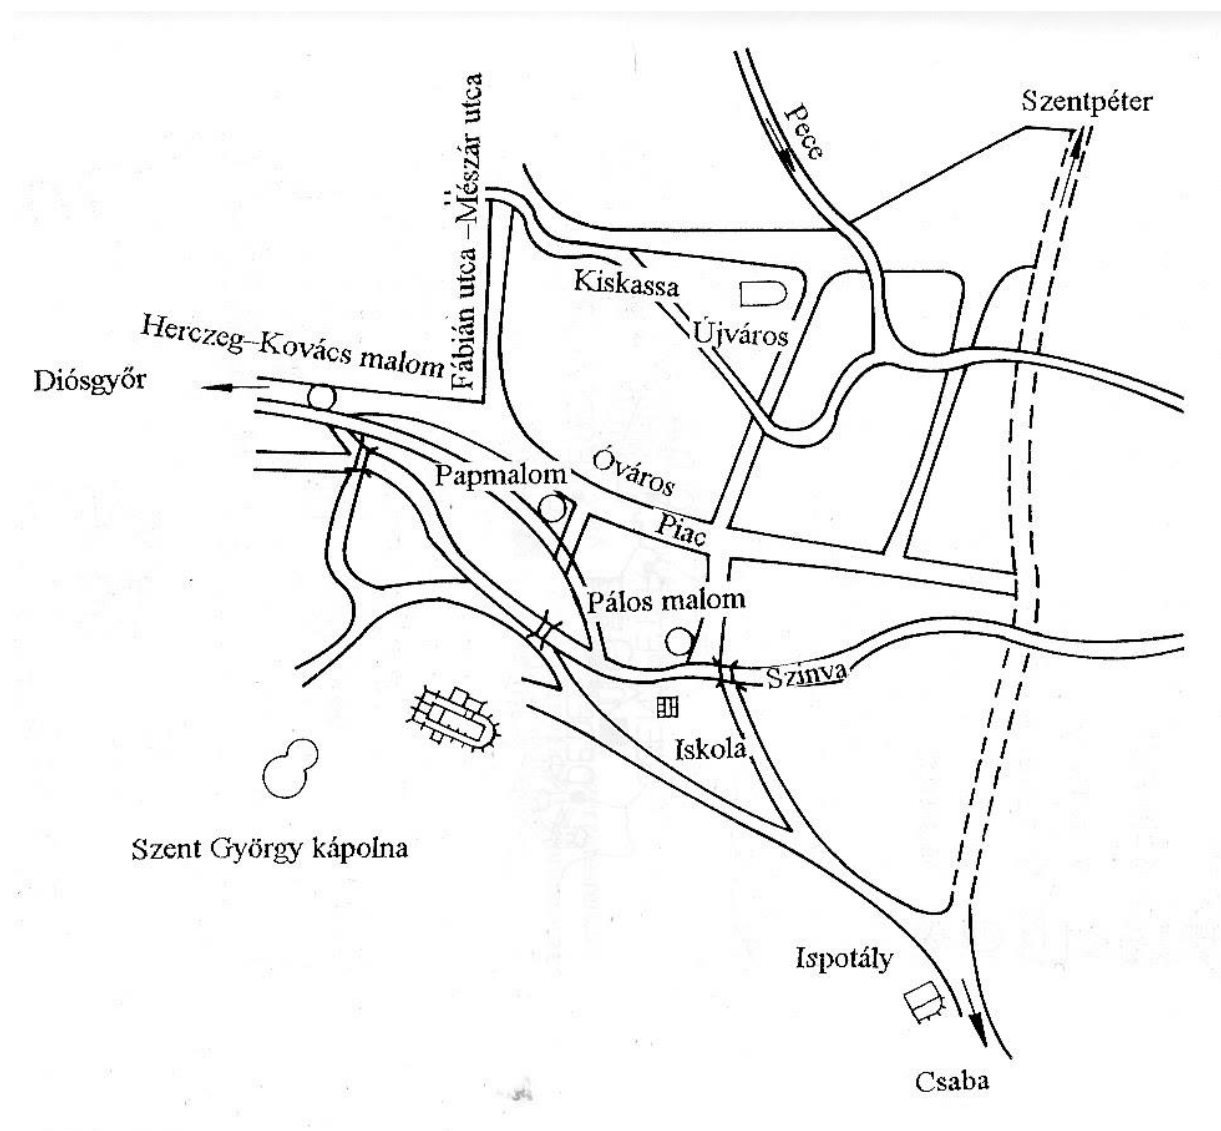 Szentpéter
Pece
Fábián utca –Mészár utca
Kiskassa
Újváros
Herczeg–Kovács malom
Diósgyőr
Óváros
Papmalom
Piac
Pálos malom
Szinva
Iskola
Szent György kápolna
Ispotály
Csaba